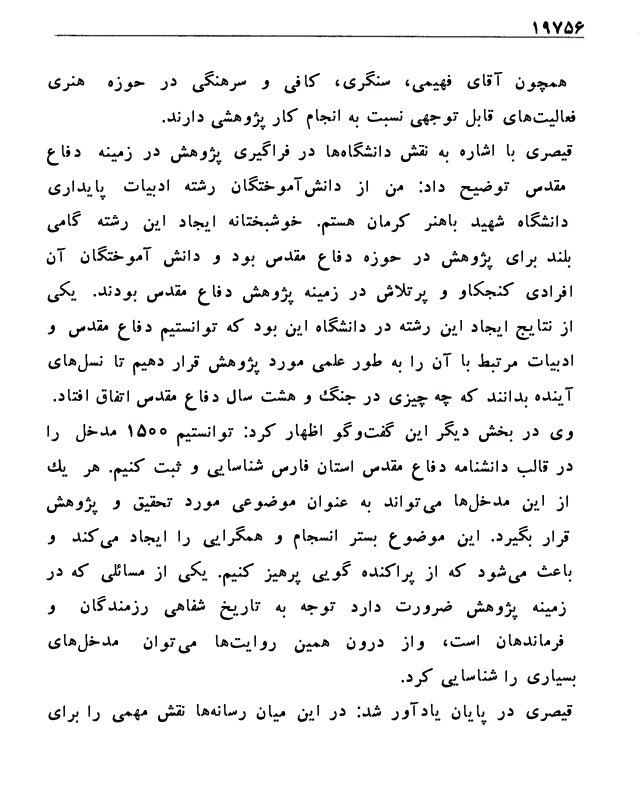 ۱۹۷۵۶
همچون آقای فهیمی، سنگری، کافی و سرهنگی در حوزه هنری
فعالیت‌های قابل توجهی نسبت به انجام کار پژوهشی دارند.
قیصری با اشاره به نقش دانشگاه‌ها در فراگیری پژوهش در زمینه دفاع
مقدس توضیح داد: من از دانش‌آموختگان رشته ادبیات پایداری
دانشگاه شهید باهنر کرمان هستم. خوشبختانه ایجاد این رشته گامی
بلند برای پژوهش در حوزه دفاع مقدس بود و دانش آموختگان آن
افرادی کنجکاو و پرتلاش در زمینه پژوهش دفاع مقدس بودند. یکی
از نتایج ایجاد این رشته در دانشگاه این بود که توانستیم دفاع مقدس و
ادبیات مرتبط با آن را به طور علمی مورد پژوهش قرار دهیم تا نسل‌های
آینده بدانند که چه چیزی در جنگ و هشت سال دفاع مقدس اتفاق افتاد.
وی در بخش دیگر این گفت‌وگو اظهار کرد: توانستیم ۱۵۰۰ مدخل را
در قالب دانشنامه دفاع مقدس استان فارس شناسایی و ثبت کنیم. هر یك
از این مدخل‌ها می‌تواند به عنوان موضوعی مورد تحقیق و پژوهش
قرار بگیرد. این موضوع بستر انسجام و همگرایی را ایجاد می‌کند و
باعث می‌شود که از پراکنده گویی پرهیز کنیم. یکی از مسائلی که در
زمینه پژوهش ضرورت دارد توجه به تاریخ شفاهی رزمندگان و
فرماندهان است، واز درون همین روایت‌ها می‌توان مدخل‌های
بسیاری را شناسایی کرد.
قیصری در پایان یادآور شد: در این میان رسانه‌ها نقش مهمی را برای